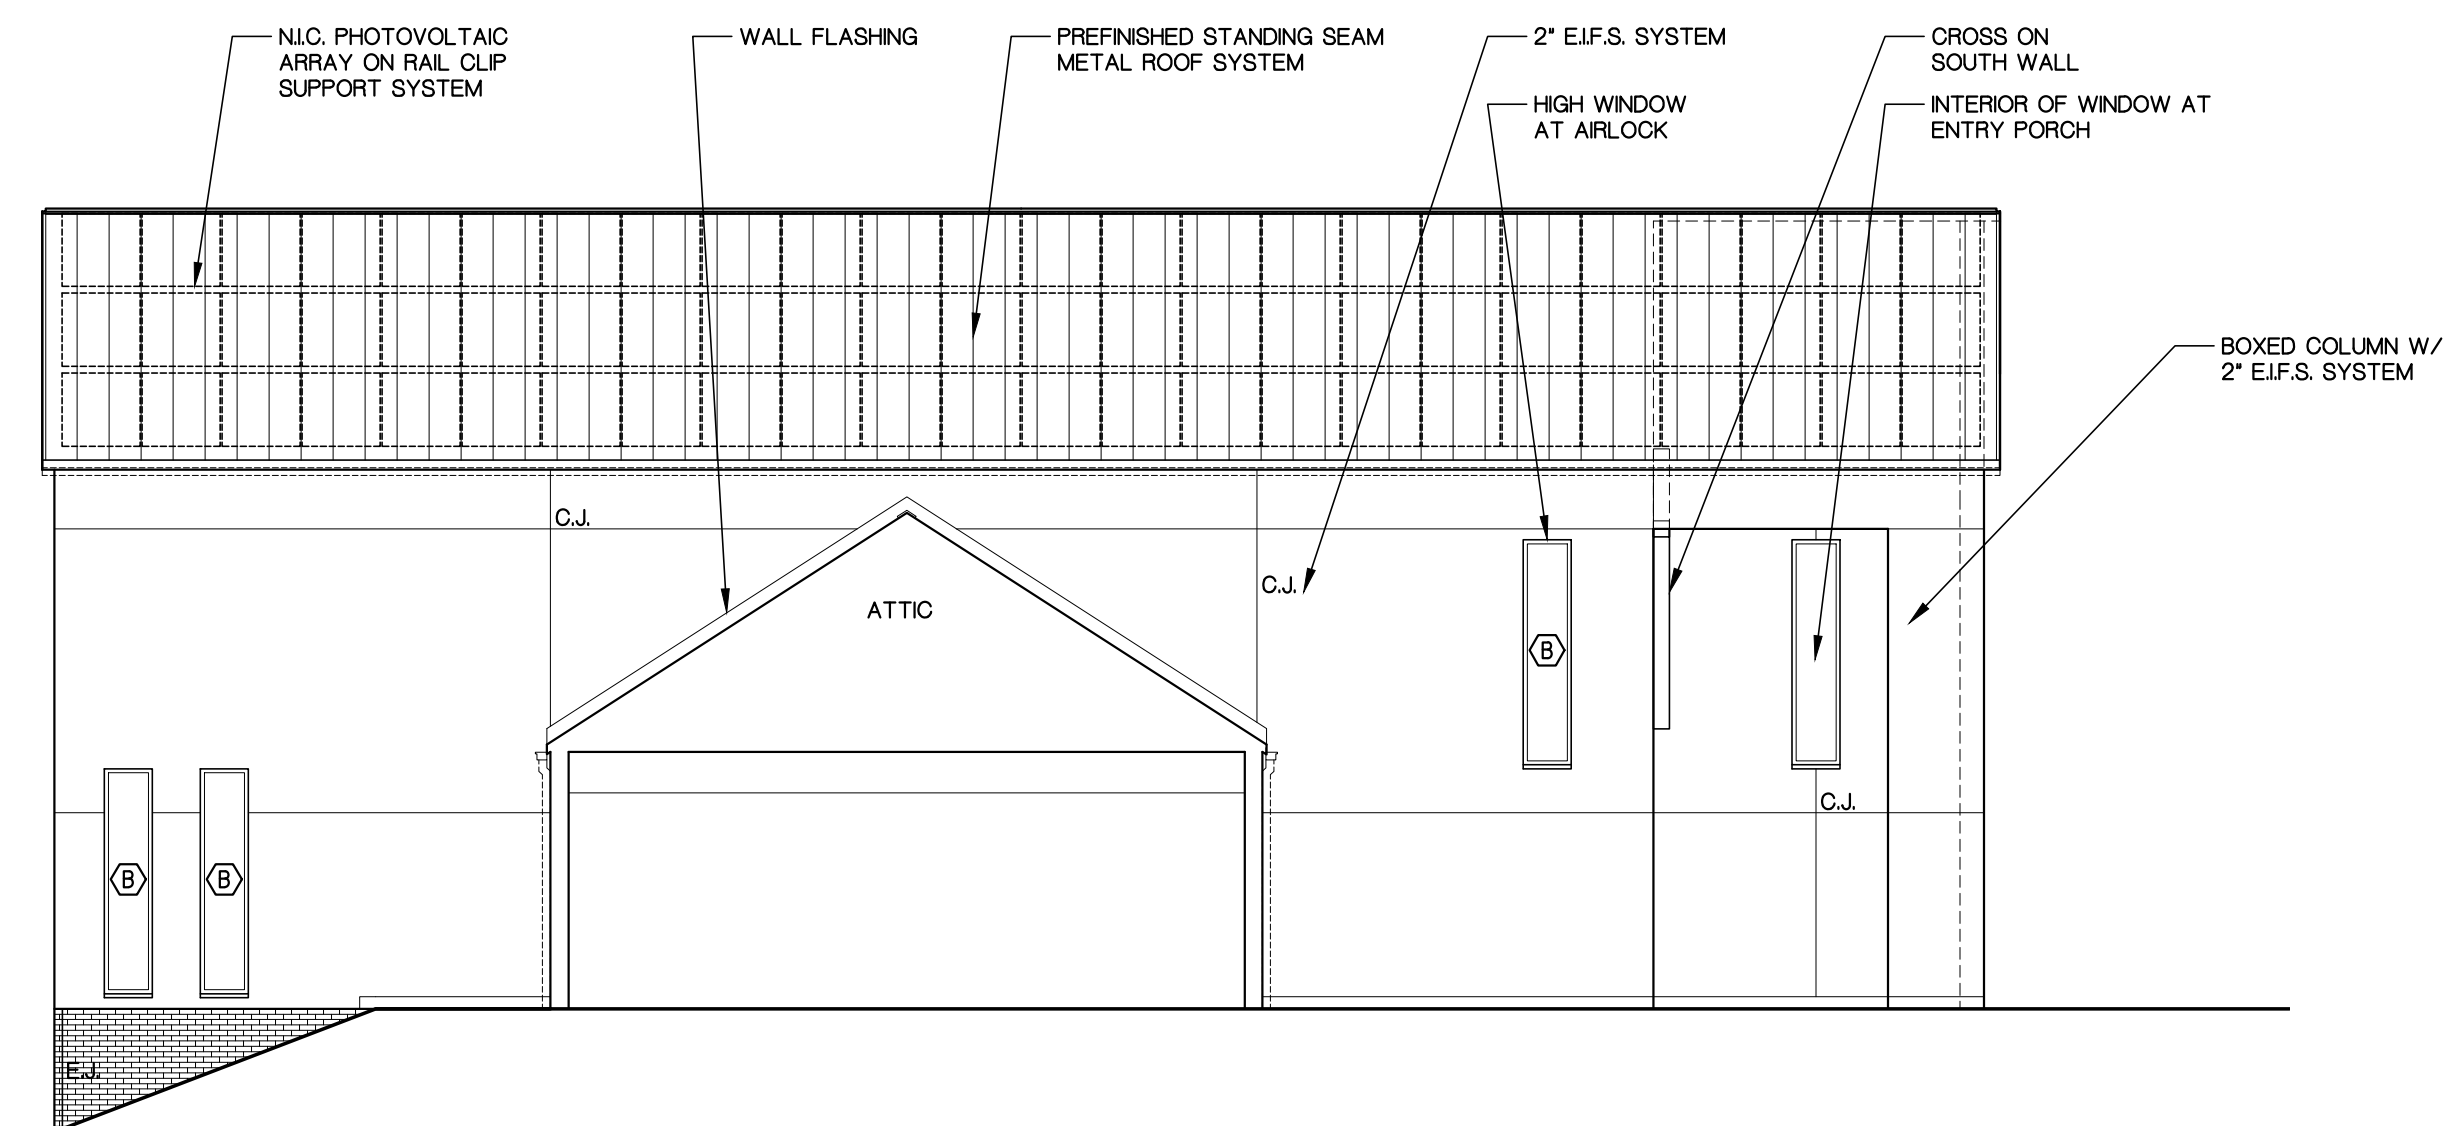 N.I.C. PHOTOVOLTAIC
ARRAY ON RAIL CLIP
SUPPORT SYSTEM
WALL FLASHING
PREFINISHED STANDING SEAM
METAL ROOF SYSTEM
2" E.I.F.S. SYSTEM
HIGH WINDOW
AT AIRLOCK
CROSS ON
SOUTH WALL
INTERIOR OF WINDOW AT
ENTRY PORCH
BOXED COLUMN W/
2" E.I.F.S. SYSTEM
C.J.
C.J.
ATTIC
B
C.J.
B
B
E.J.